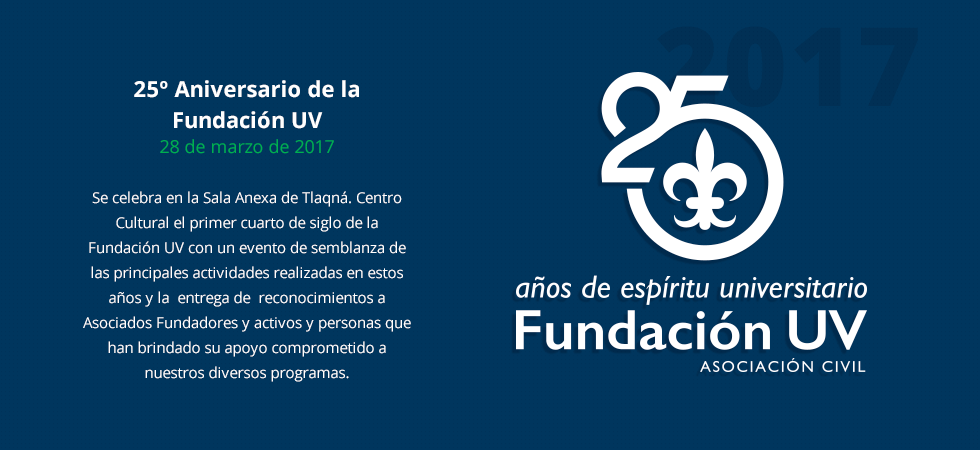 2017
25º Aniversario de la
Fundación UV
28 de marzo de 2017
Se celebra en la Sala Anexa de Tlaqná. Centro
Cultural el primer cuarto de siglo de la
Fundación UV con un evento de semblanza de
las principales actividades realizadas en estos
años y la  entrega de  reconocimientos a
Asociados Fundadores y activos y personas que
han brindado su apoyo comprometido a
nuestros diversos programas.
25
años de espíritu universitario
Fundación UV
ASOCIACIÓN CIVIL